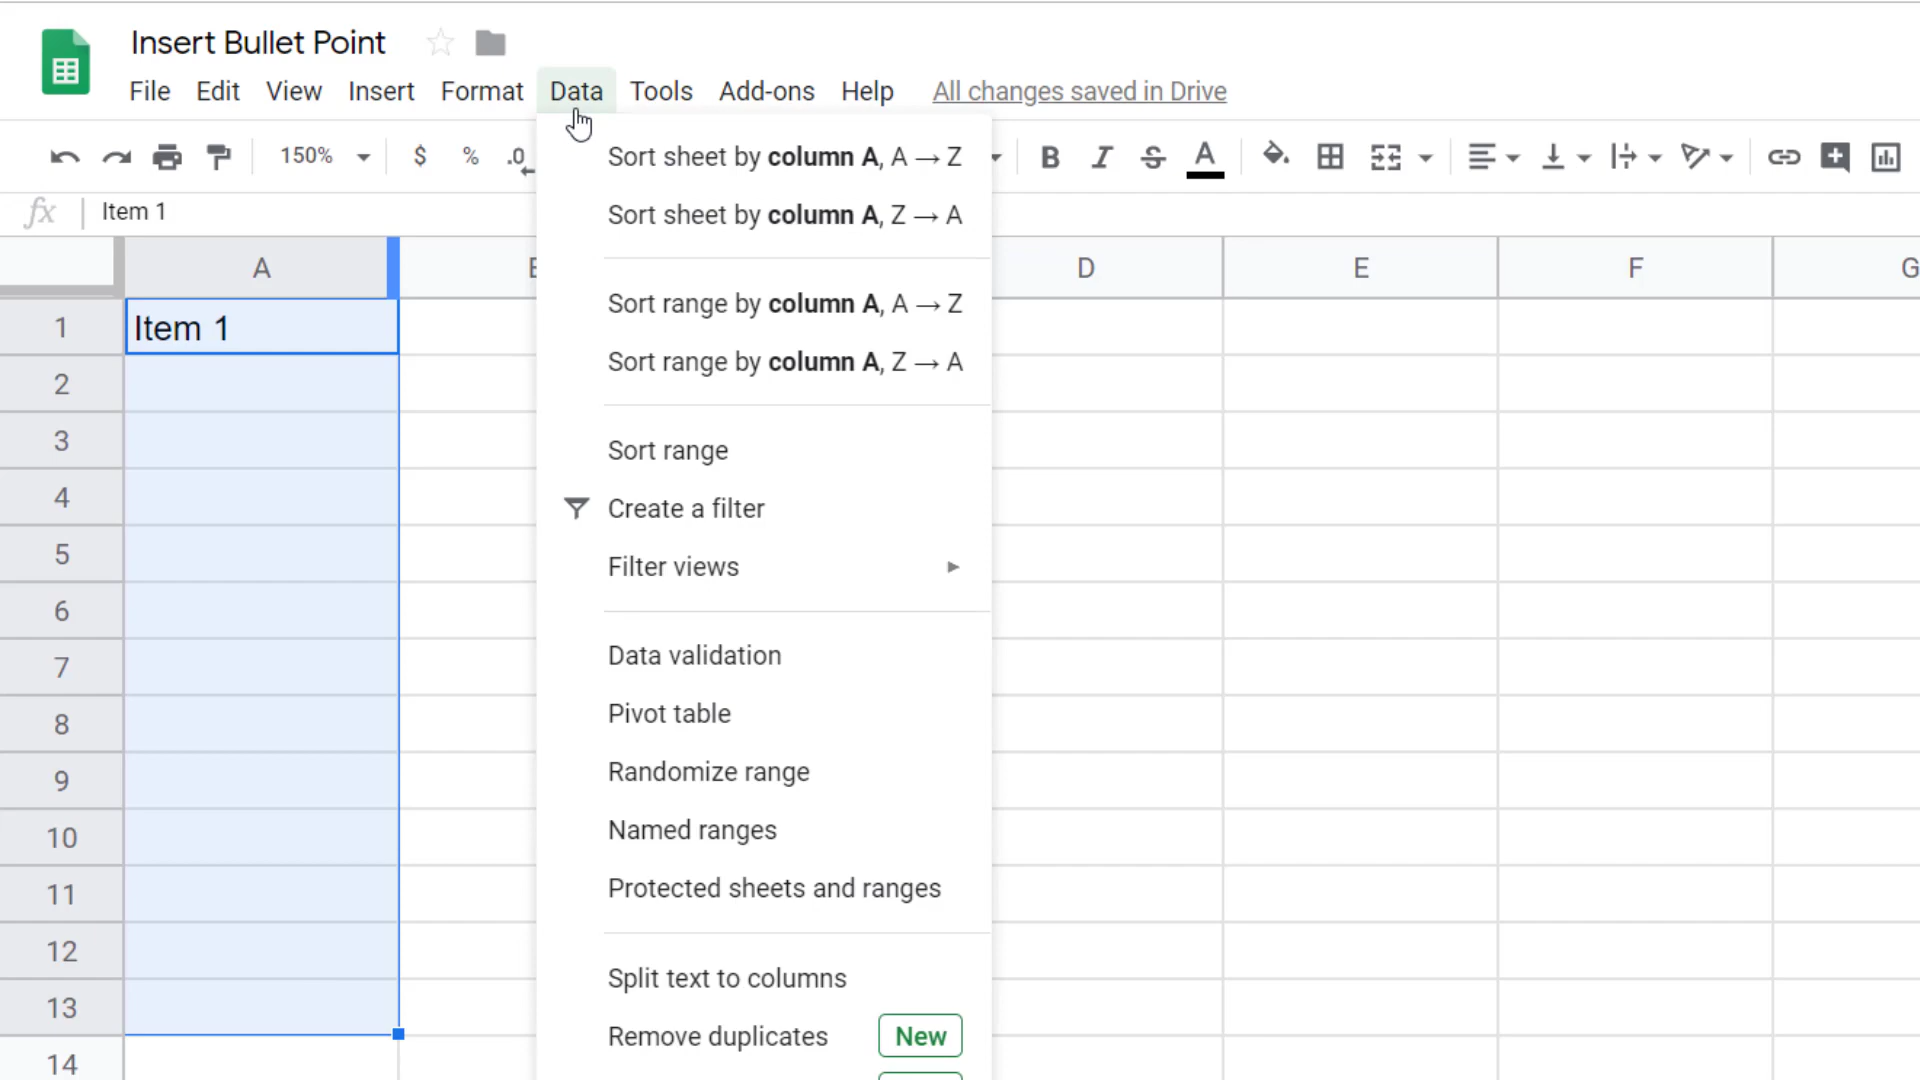 Insert Bullet Point
File Edit View Insert Format Data Tools Add-ons Help All changes saved in Drive
150% $ % .0 B I S A
fx Item 1
A D E F G
1 Item 1
2
3
4
5
6
7
8
9
10
11
12
13
14
Sort sheet by column A, A → Z
Sort sheet by column A, Z → A
Sort range by column A, A → Z
Sort range by column A, Z → A
Sort range
Create a filter
Filter views
Data validation
Pivot table
Randomize range
Named ranges
Protected sheets and ranges
Split text to columns
Remove duplicates New